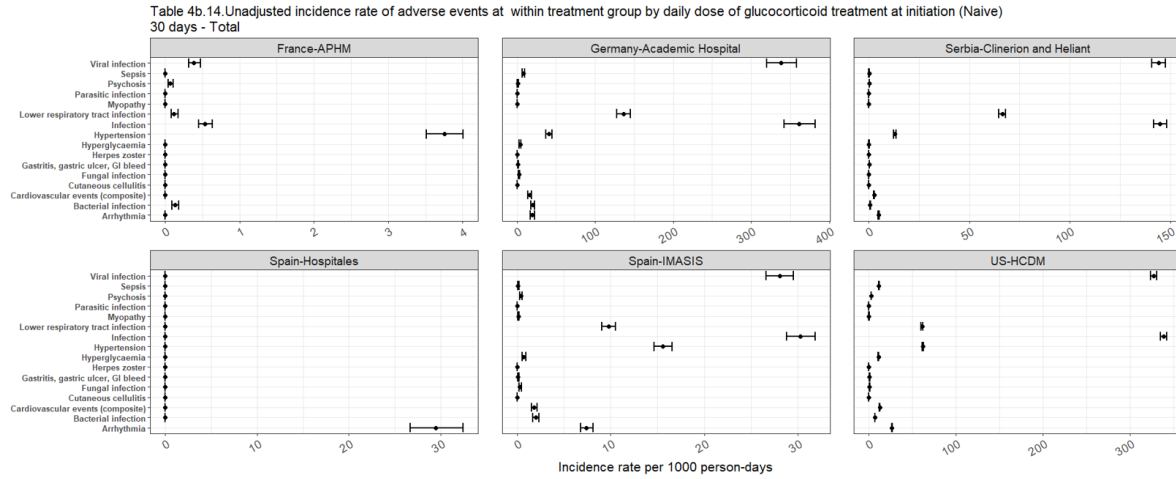 Table 4b.14.Unadjusted incidence rate of adverse events at  within treatment group by daily dose of glucocorticoid treatment at initiation (Naive)
30 days - Total
France-APHM
Germany-Academic Hospital
Serbia-Clinerion and Heliant
Viral infection
Sepsis
Psychosis
Parasitic infection
Myopathy
Lower respiratory tract infection
Infection
Hypertension
Hyperglycaemia
Herpes zoster
Gastritis, gastric ulcer, GI bleed
Fungal infection
Cutaneous cellulitis
Cardiovascular events (composite)
Bacterial infection
Arrhythmia
0 1 2 3 4
0 100 200 300 400
0 50 100 150
Spain-Hospitales
Spain-IMASIS
US-HCDM
Viral infection
Sepsis
Psychosis
Parasitic infection
Myopathy
Lower respiratory tract infection
Infection
Hypertension
Hyperglycaemia
Herpes zoster
Gastritis, gastric ulcer, GI bleed
Fungal infection
Cutaneous cellulitis
Cardiovascular events (composite)
Bacterial infection
Arrhythmia
0 10 20 30
0 10 20 30
0 100 200 300
Incidence rate per 1000 person-days